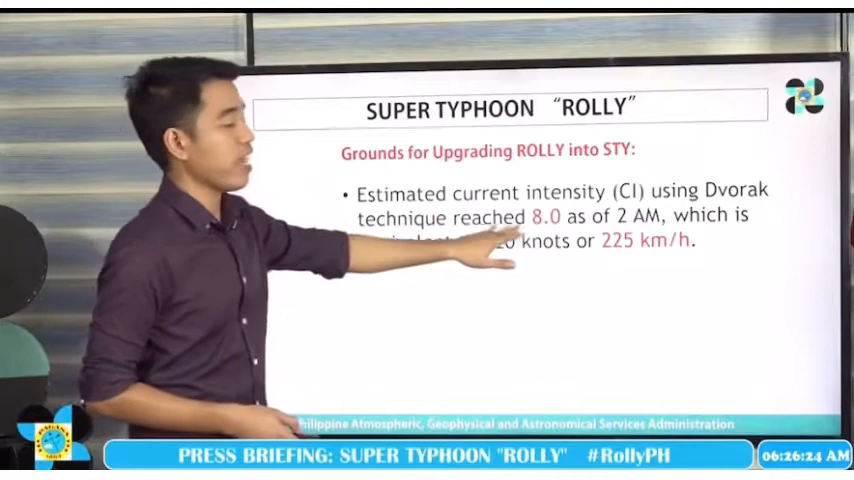 SUPER TYPHOON “ROLLY”
Grounds for Upgrading ROLLY into STY:
• Estimated current intensity (CI) using Dvorak
technique reached 8.0 as of 2 AM, which is
knots or 225 km/h.
hilippine Atmospheric, Geophysical and Astronomical Services Administration
PRESS BRIEFING: SUPER TYPHOON "ROLLY" #RollyPH
06:26:24 AM